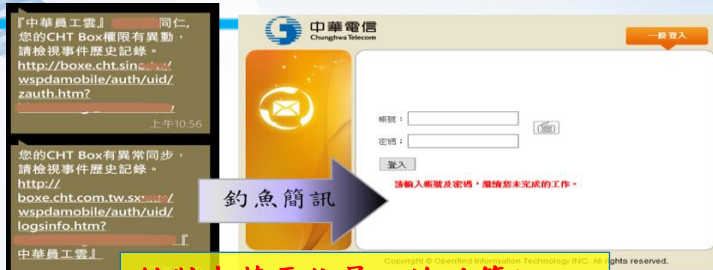 『中華員工雲』 同仁,
您的CHT Box權限有異動,
請檢視事件歷史記錄。
http://boxe.cht.sin
wspdamobile/auth/uid/
zauth.htm?
上午10:56
您的CHT Box有異常同步,
請檢視事件歷史記錄。
http://
boxe.cht.com.tw.sx
wspdamobile/auth/uid/
logsinfo.htm?
『
中華員工雲』
釣魚簡訊
中華電信
Chunghwa Telecom
一般登入
帳號:
密碼:
登入
請輸入帳號及密碼,繼續您未完成的工作。
Copyright © Openfind Information Technology INC. All rights reserved.